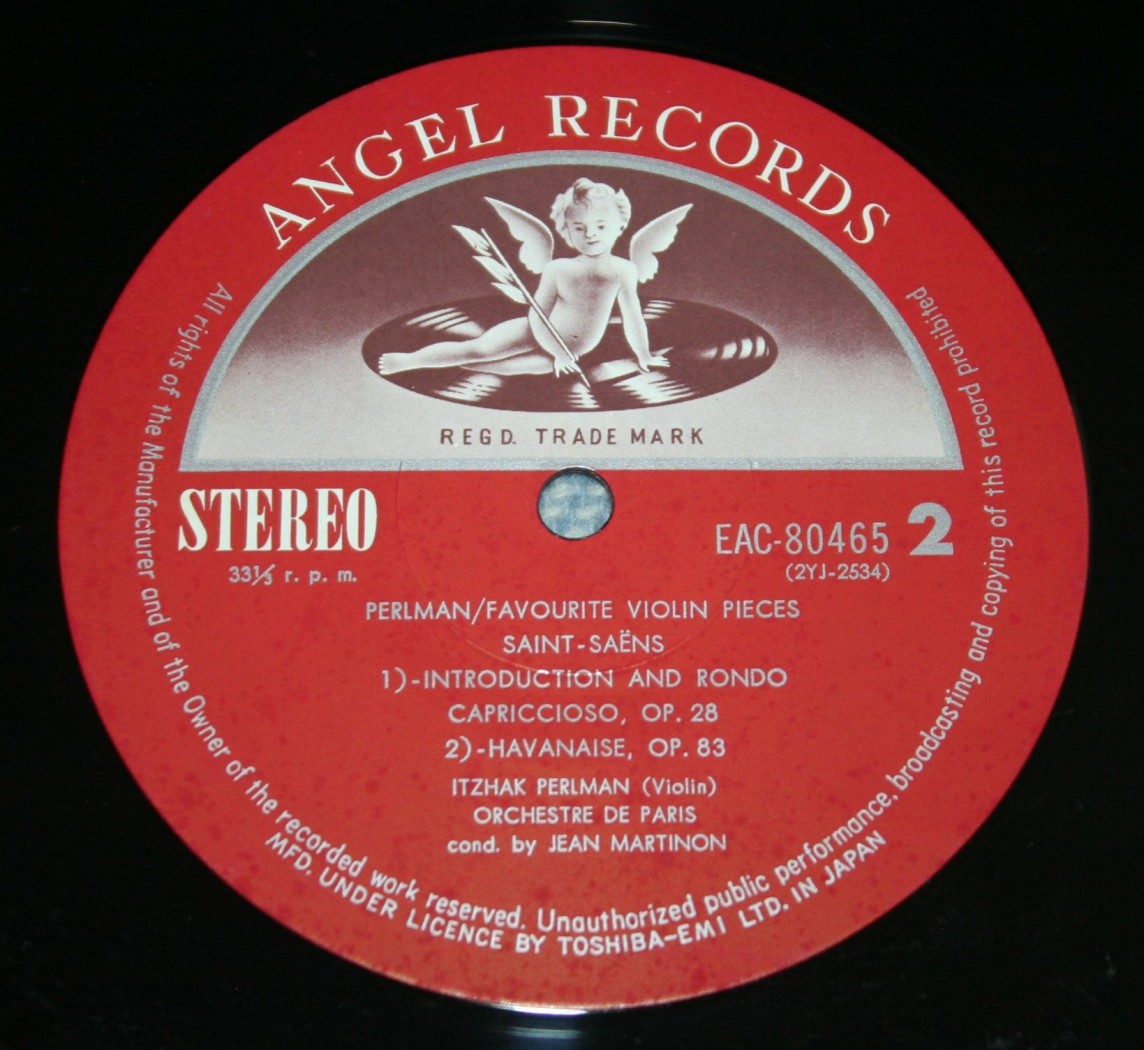 ANGEL RECORDS
REGD. TRADE MARK
STEREO
33⅓ r. p. m.
EAC-80465 2
(2YJ-2534)
PERLMAN/FAVOURITE VIOLIN PIECES
SAINT-SAËNS
1)-INTRODUCTION AND RONDO
CAPRICCIOSO, OP. 28
2)-HAVANAISE, OP. 83
ITZHAK PERLMAN (Violin)
ORCHESTRE DE PARIS
cond. by JEAN MARTINON
All rights of the Manufacturer and of the Owner of the recorded work reserved. Unauthorized public performance, broadcasting and copying of this record prohibited
MFD. UNDER LICENCE BY TOSHIBA-EMI LTD. IN JAPAN